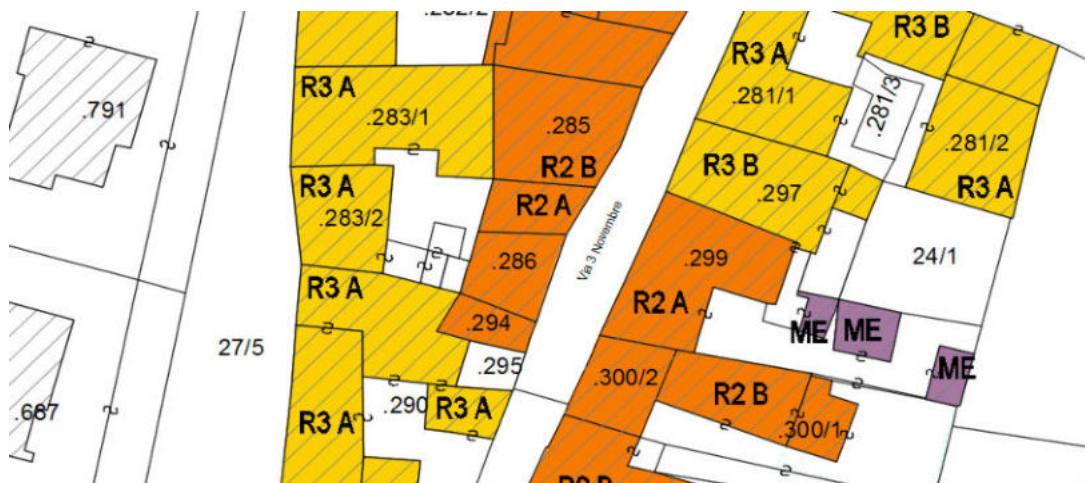 .252/2
R3 B
R3 A
R3 A
.791
.283/1
.285
.281/1
.281/3
.281/2
R2 B
R3 B
R3 A
R3 A
.283/2
R2 A
.297
Via 3 Novembre
.286
.299
24/1
R3 A
R2 A
.294
ME
ME
27/5
.295
ME
.300/2
R2 B
.687
.290
R3 A
R3 A
.300/1